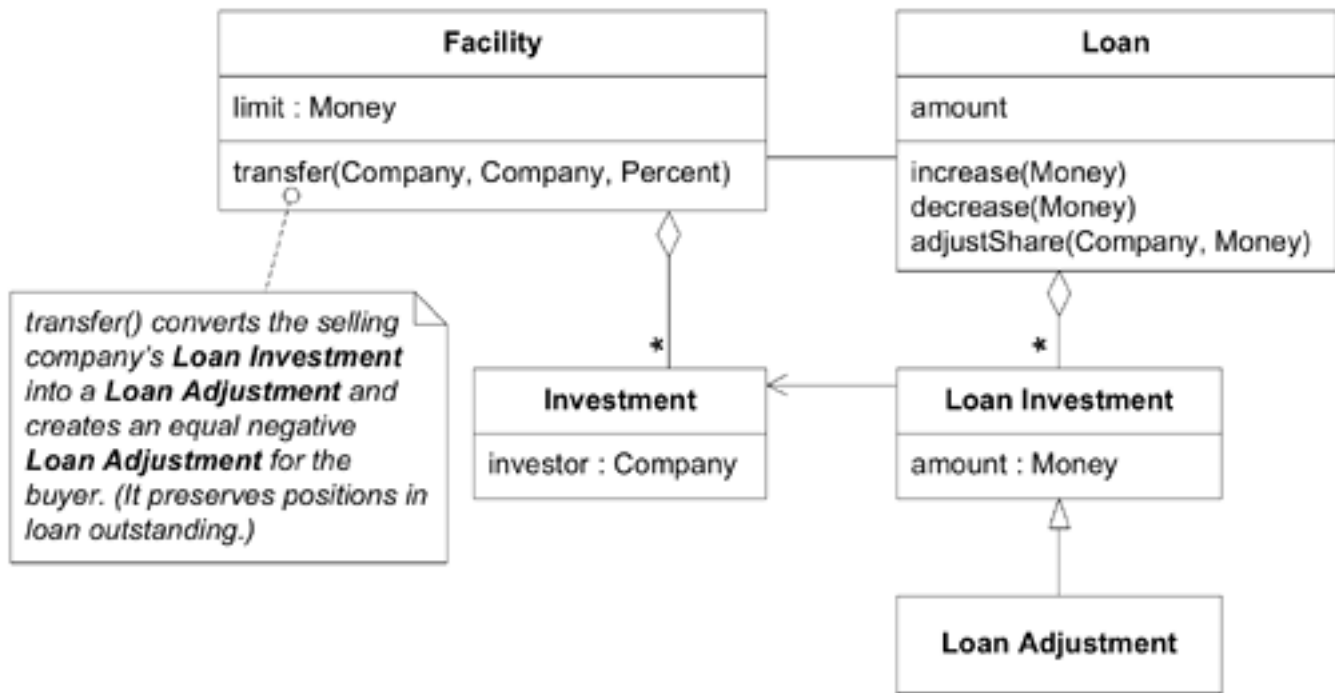 Facility
limit : Money
transfer(Company, Company, Percent)
Loan
amount
increase(Money)
decrease(Money)
adjustShare(Company, Money)
transfer() converts the selling
company's Loan Investment
into a Loan Adjustment and
creates an equal negative
Loan Adjustment for the
buyer. (It preserves positions in
loan outstanding.)
*
*
Investment
investor : Company
Loan Investment
amount : Money
Loan Adjustment